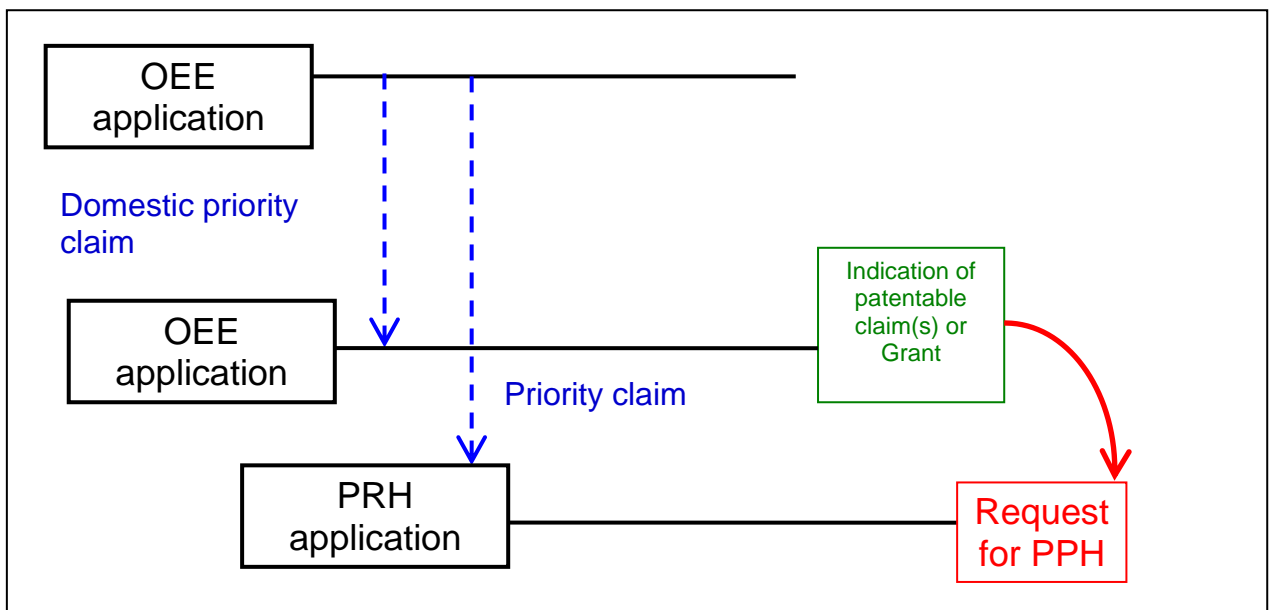 OEE
application
Domestic priority
claim
Indication of
patentable
claim(s) or
Grant
OEE
application
Priority claim
PRH
application
Request
for PPH